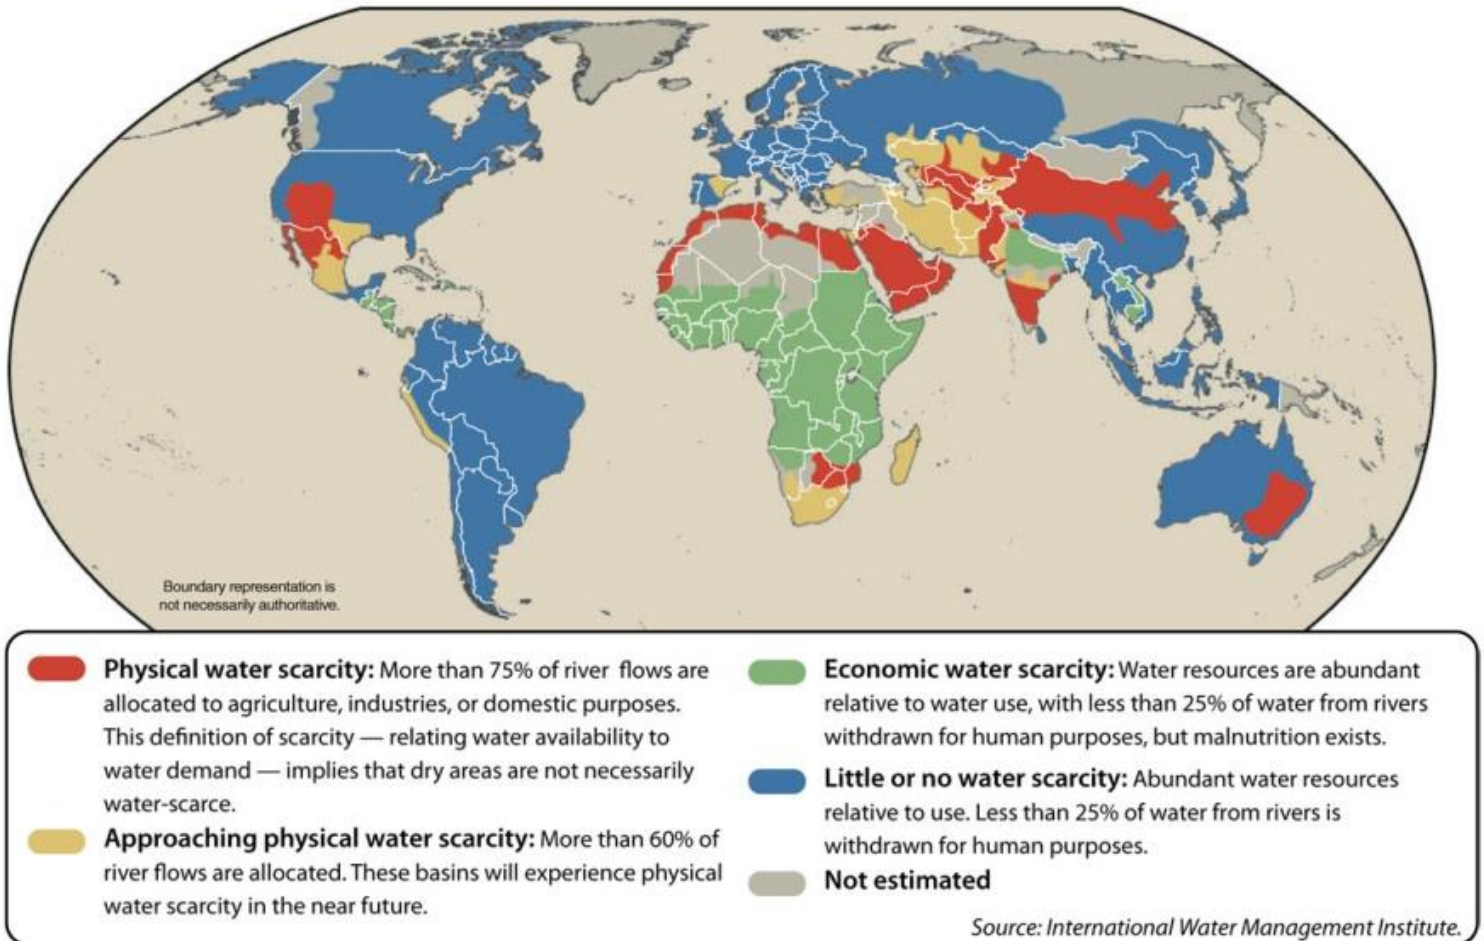 Boundary representation is
not necessarily authoritative.
Physical water scarcity: More than 75% of river flows are
allocated to agriculture, industries, or domestic purposes.
This definition of scarcity — relating water availability to
water demand — implies that dry areas are not necessarily
water-scarce.
Approaching physical water scarcity: More than 60% of
river flows are allocated. These basins will experience physical
water scarcity in the near future.
Economic water scarcity: Water resources are abundant
relative to water use, with less than 25% of water from rivers
withdrawn for human purposes, but malnutrition exists.
Little or no water scarcity: Abundant water resources
relative to use. Less than 25% of water from rivers is
withdrawn for human purposes.
Not estimated
Source: International Water Management Institute.